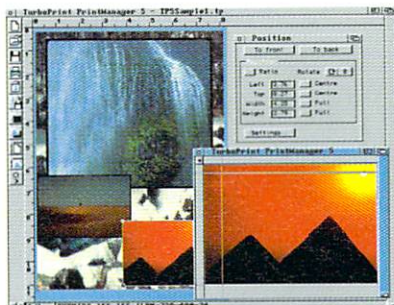 TurboPrint PrintManager 5 - TP5Sample1.tp
Position
To front To back
Ratio Rotate
Left Centre
Top Centre
Width Full
Height Full
Settings
TurboPrint PrintManager 5